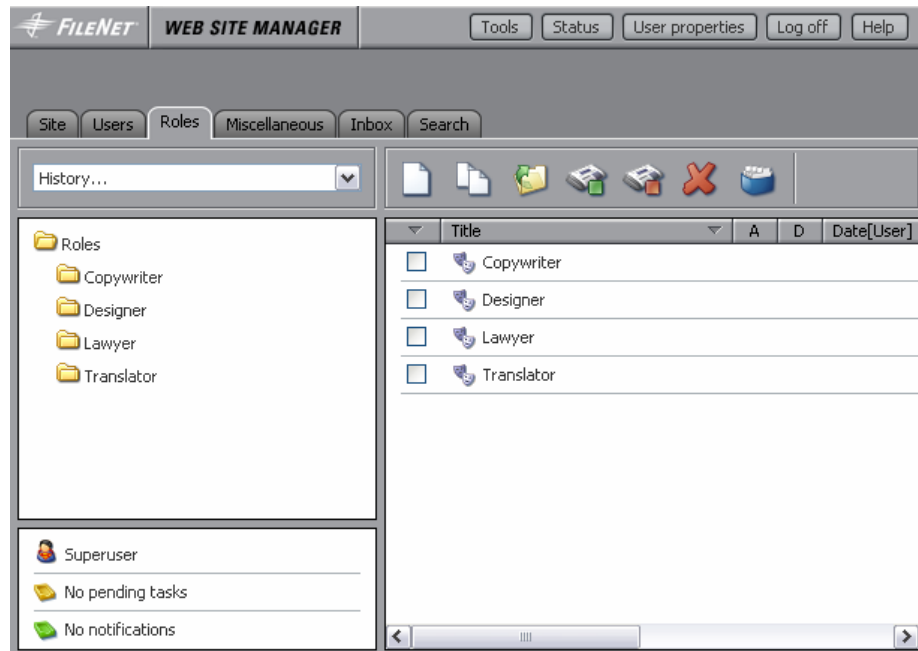 FILENET WEB SITE MANAGER Tools Status User properties Log off Help
Site Users Roles Miscellaneous Inbox Search
History...
Roles
Copywriter
Designer
Lawyer
Translator
Superuser
No pending tasks
No notifications
Title A D Date[User]
Copywriter
Designer
Lawyer
Translator